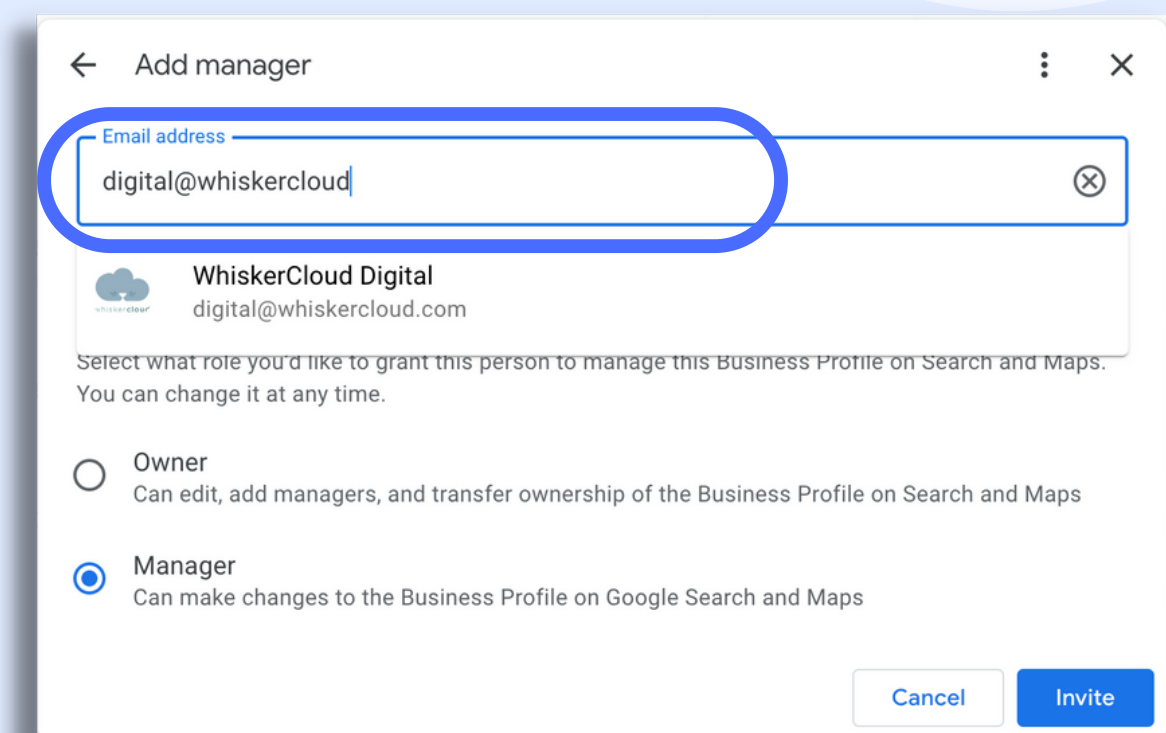 Add manager
Email address
digital@whiskercloud
WhiskerCloud Digital
whiskercloud
digital@whiskercloud.com
Select what role you'd like to grant this person to manage this Business Profile on Search and Maps.
You can change it at any time.
Owner
Can edit, add managers, and transfer ownership of the Business Profile on Search and Maps
Manager
Can make changes to the Business Profile on Google Search and Maps
Cancel
Invite